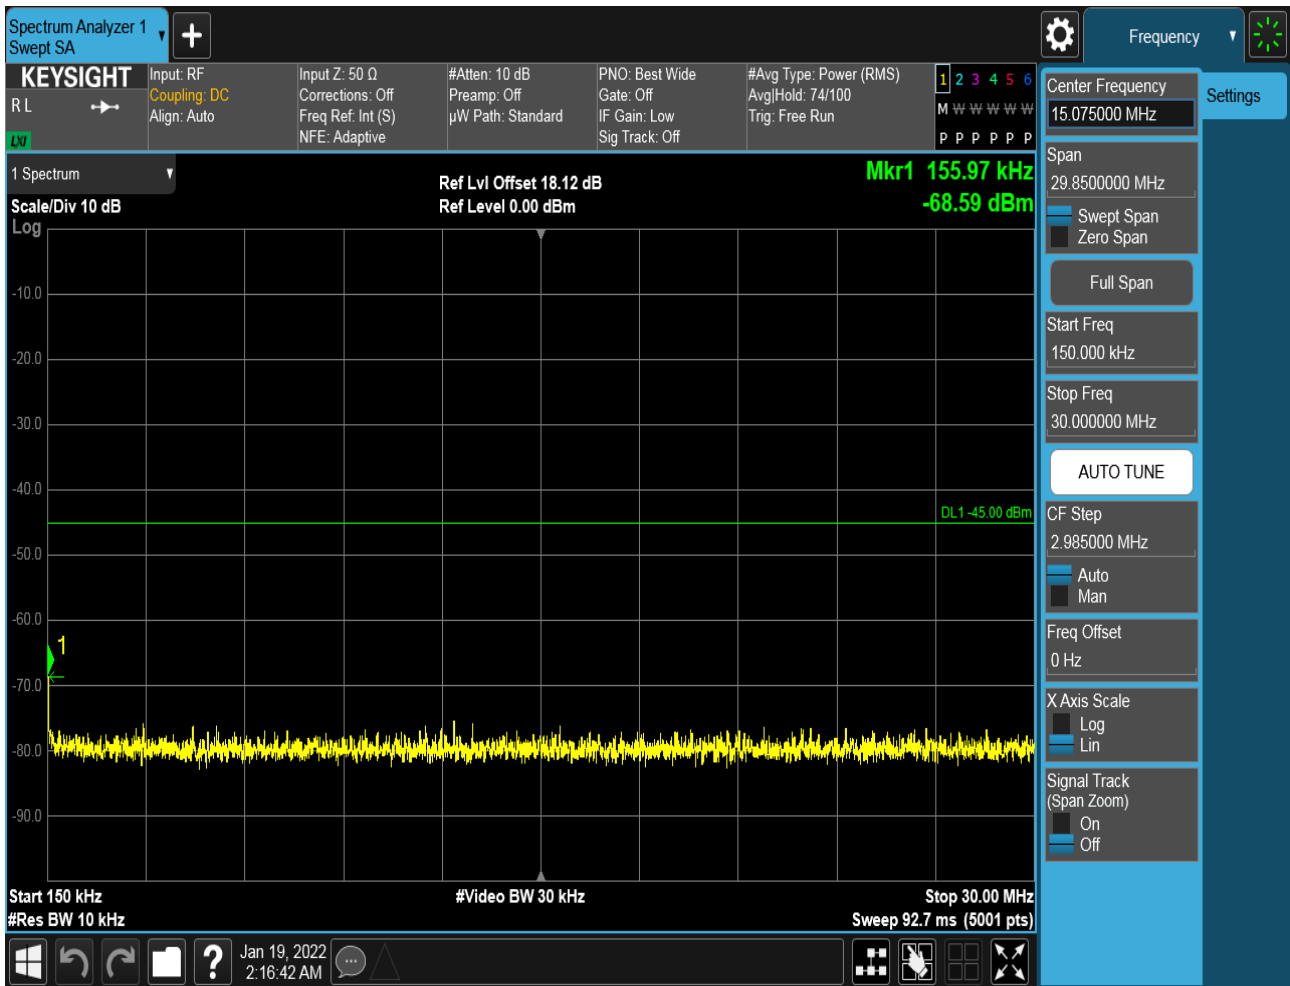 Spectrum Analyzer 1
Swept SA
Frequency
KEYSIGHT
R L
LXI
Input: RF
Coupling: DC
Align: Auto
Input Z: 50 Ω
Corrections: Off
Freq Ref: Int (S)
NFE: Adaptive
#Atten: 10 dB
Preamp: Off
µW Path: Standard
PNO: Best Wide
Gate: Off
IF Gain: Low
Sig Track: Off
#Avg Type: Power (RMS)
Avg|Hold: 74/100
Trig: Free Run
1 2 3 4 5 6
M W W W W W
P P P P P P
1 Spectrum
Scale/Div 10 dB
Log
Ref Lvl Offset 18.12 dB
Ref Level 0.00 dBm
Mkr1 155.97 kHz
-68.59 dBm
-10.0
-20.0
-30.0
-40.0
DL1 -45.00 dBm
-50.0
-60.0
1
-70.0
-80.0
-90.0
Start 150 kHz
#Video BW 30 kHz
Stop 30.00 MHz
#Res BW 10 kHz
Sweep 92.7 ms (5001 pts)
Center Frequency
15.075000 MHz
Settings
Span
29.8500000 MHz
Swept Span
Zero Span
Full Span
Start Freq
150.000 kHz
Stop Freq
30.000000 MHz
AUTO TUNE
CF Step
2.985000 MHz
Auto
Man
Freq Offset
0 Hz
X Axis Scale
Log
Lin
Signal Track
(Span Zoom)
On
Off
?
Jan 19, 2022
2:16:42 AM